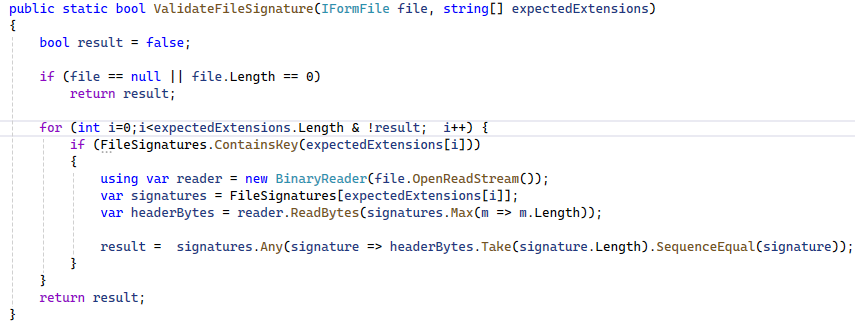 public static bool ValidateFileSignature(IFormFile file, string[] expectedExtensions)
{
    bool result = false;

    if (file == null || file.Length == 0)
        return result;

    for (int i=0;i<expectedExtensions.Length & !result;  i++) {
        if (FileSignatures.ContainsKey(expectedExtensions[i]))
        {
            using var reader = new BinaryReader(file.OpenReadStream());
            var signatures = FileSignatures[expectedExtensions[i]];
            var headerBytes = reader.ReadBytes(signatures.Max(m => m.Length));

            result =  signatures.Any(signature => headerBytes.Take(signature.Length).SequenceEqual(signature));
        }
    }
    return result;
}